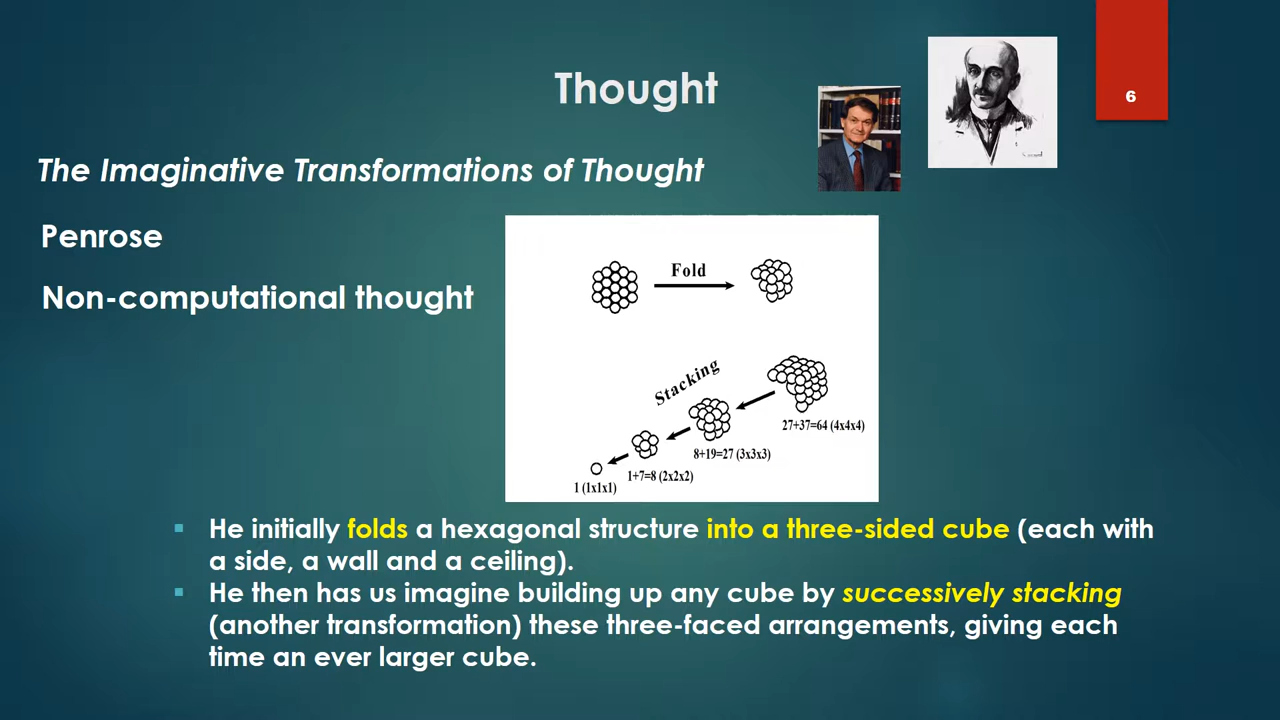 Thought
6
The Imaginative Transformations of Thought
Penrose
Non-computational thought
Fold
Stacking
27+37=64 (4x4x4)
8+19=27 (3x3x3)
1+7=8 (2x2x2)
1 (1x1x1)
▪ He initially folds a hexagonal structure into a three-sided cube (each with
a side, a wall and a ceiling).
▪ He then has us imagine building up any cube by successively stacking
(another transformation) these three-faced arrangements, giving each
time an ever larger cube.